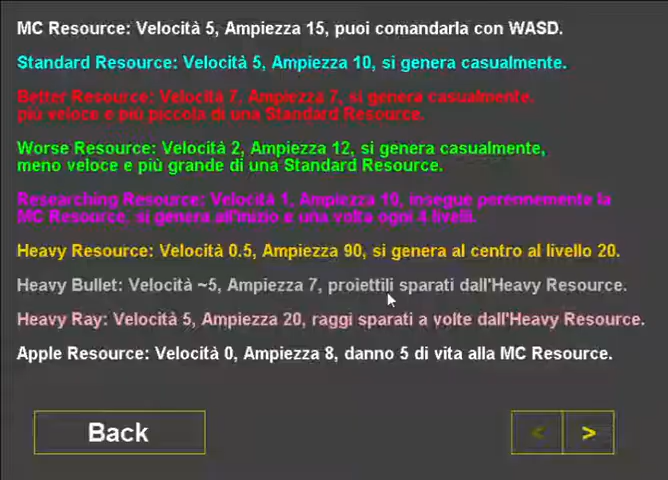 MC Resource: Velocità 5, Ampiezza 15, puoi comandarla con WASD.
Standard Resource: Velocità 5, Ampiezza 10, si genera casualmente.
Better Resource: Velocità 7, Ampiezza 7, si genera casualmente.
più veloce e più piccola di una Standard Resource.
Worse Resource: Velocità 2, Ampiezza 12, si genera casualmente,
meno veloce e più grande di una Standard Resource.
Researching Resource: Velocità 1, Ampiezza 10, insegue perennemente la
MC Resource, si genera all'inizio e una volta ogni 4 livelli.
Heavy Resource: Velocità 0.5, Ampiezza 90, si genera al centro al livello 20.
Heavy Bullet: Velocità ~5, Ampiezza 7, proiettili sparati dall'Heavy Resource.
Heavy Ray: Velocità 5, Ampiezza 20, raggi sparati a volte dall'Heavy Resource.
Apple Resource: Velocità 0, Ampiezza 8, danno 5 di vita alla MC Resource.
Back < >